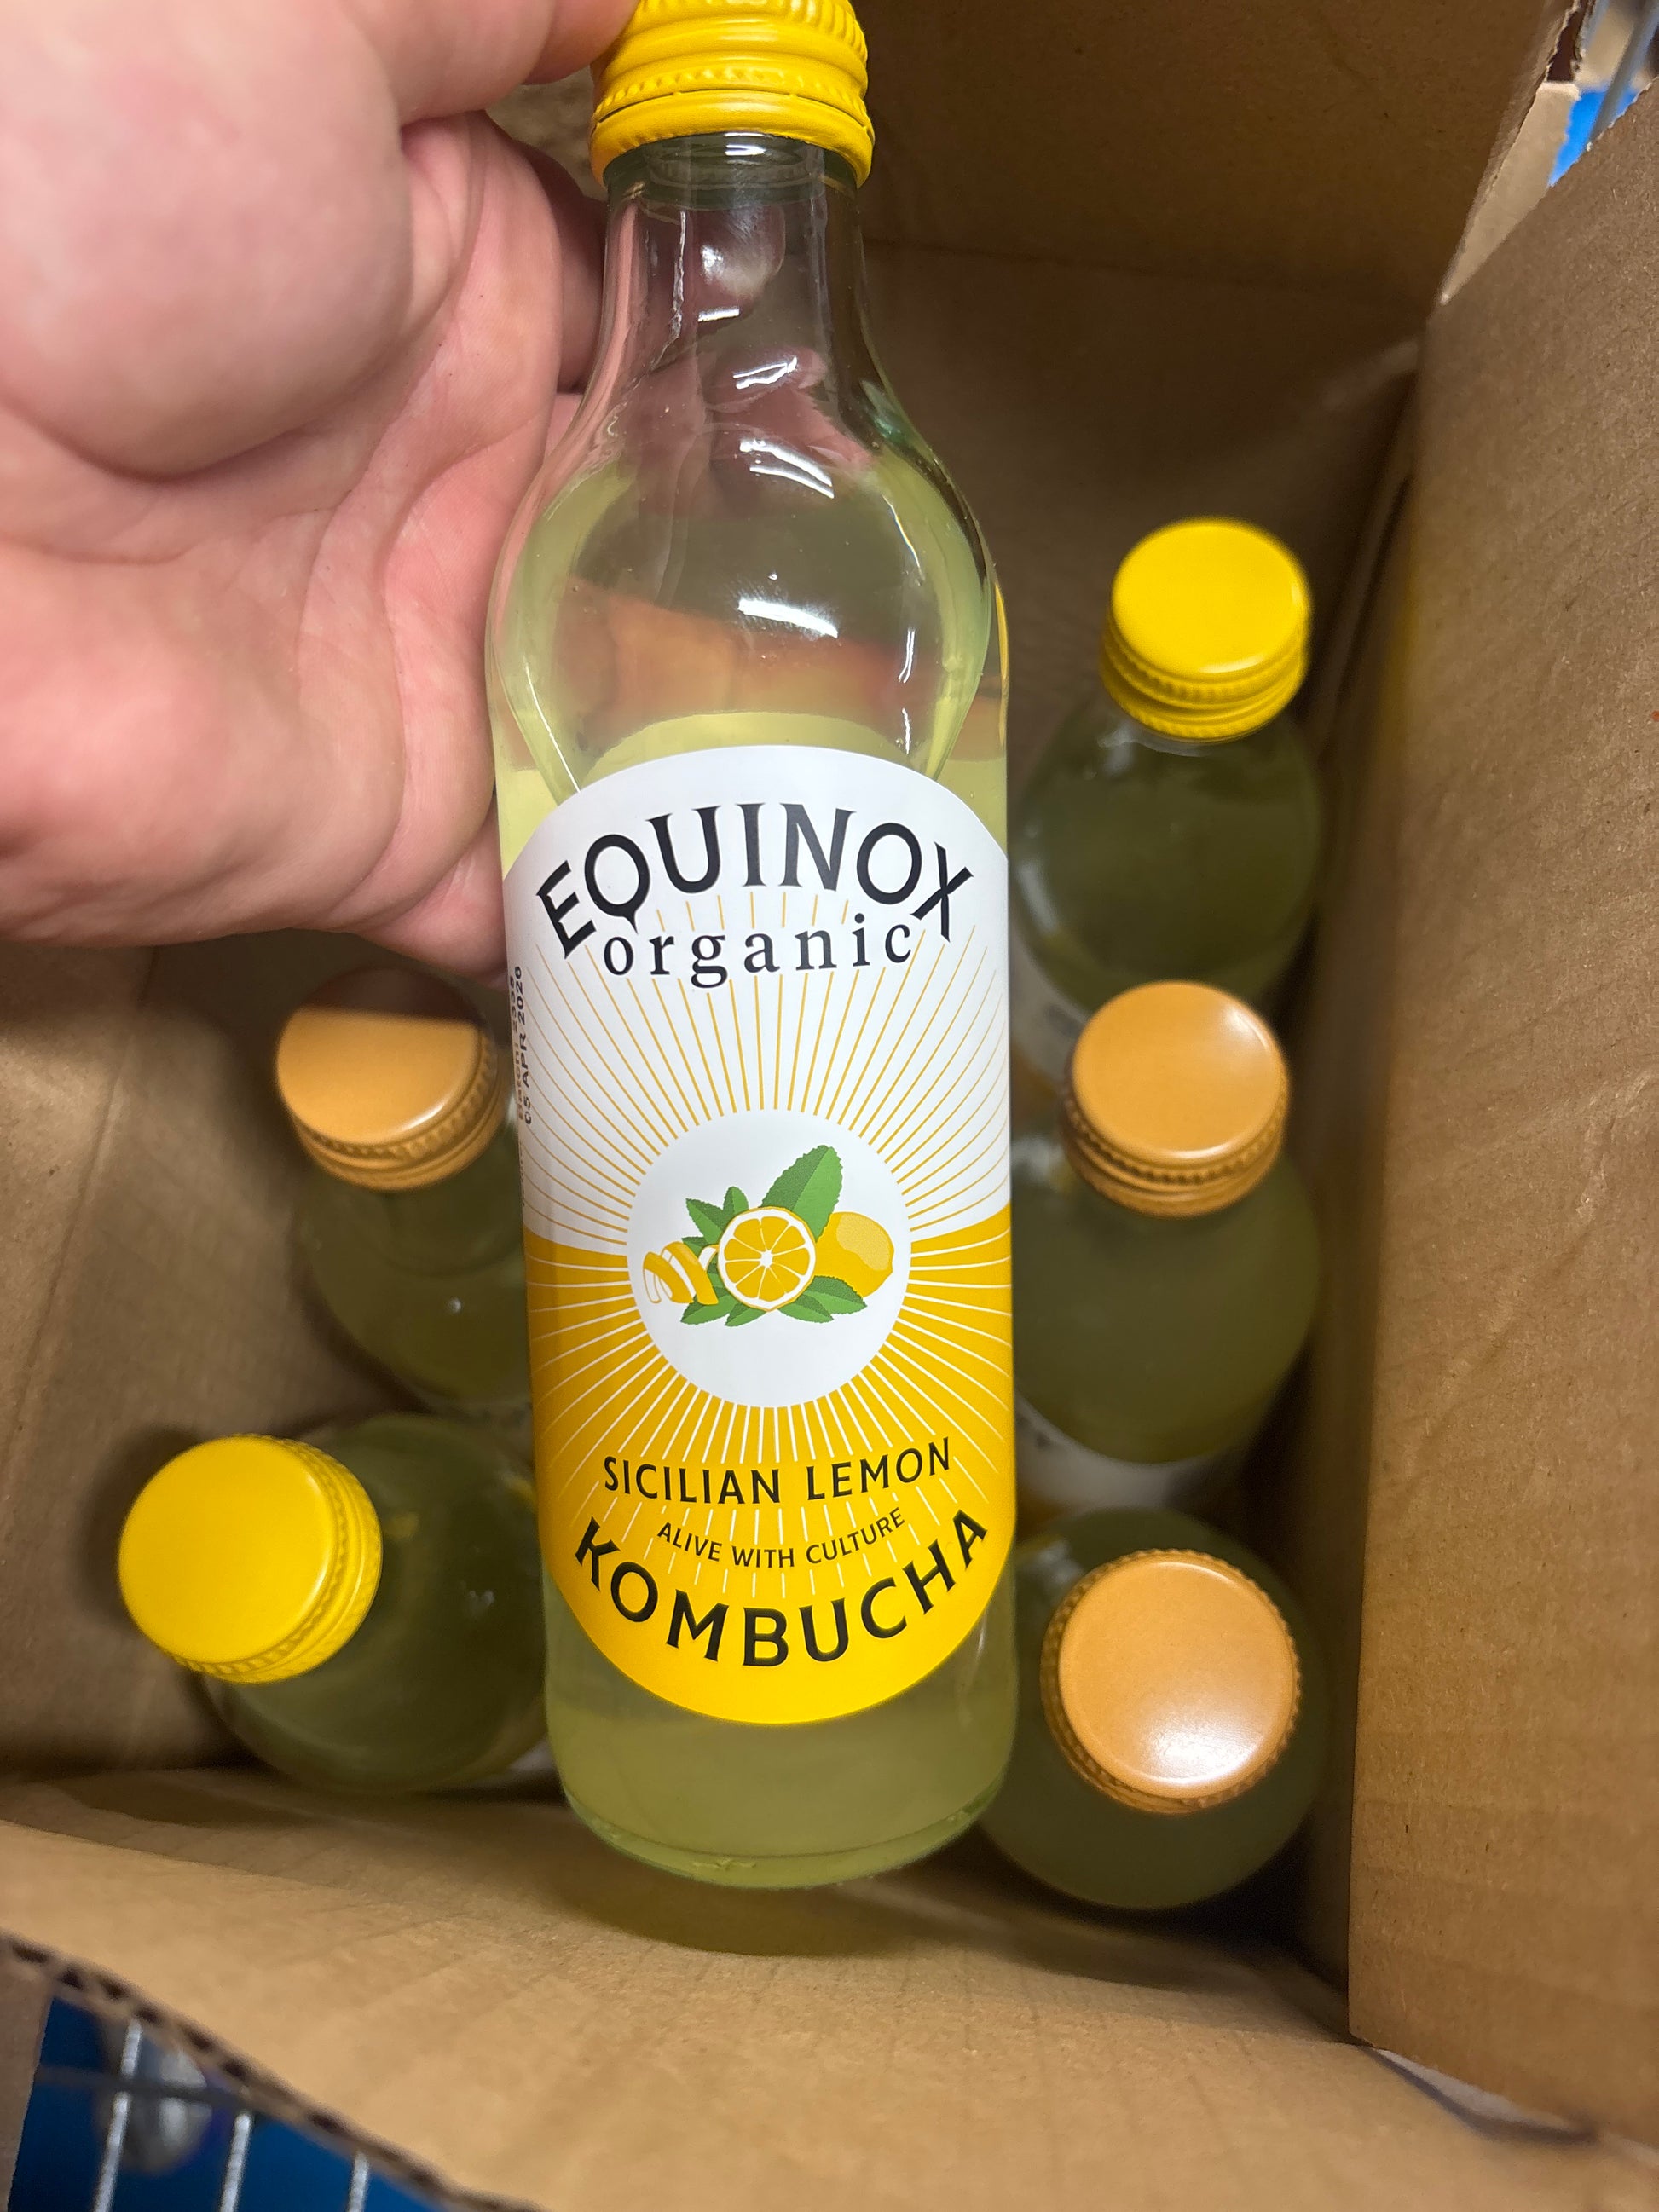 EQUINOX
organic
05 APR 2026
SICILIAN LEMON
ALIVE WITH CULTURE
KOMBUCHA